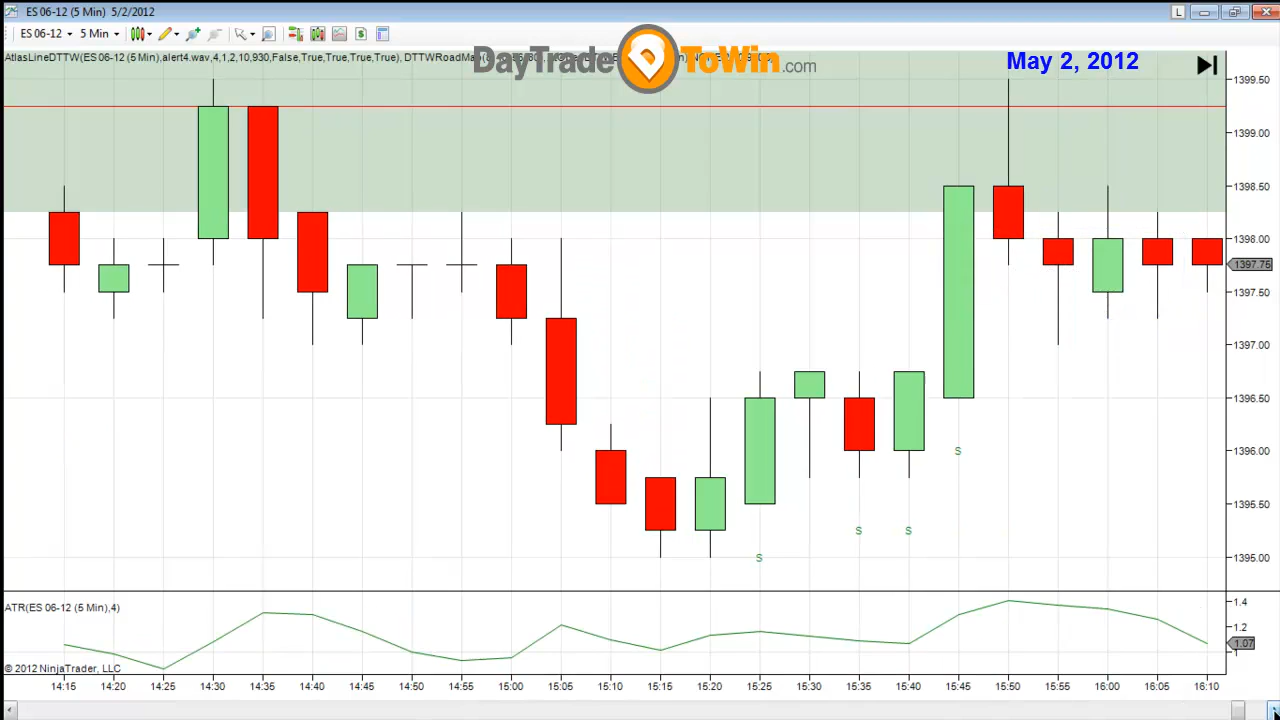 ES 06-12 (5 Min) 5/2/2012
L
ES 06-12 5 Min
DayTradeToWin.com
May 2, 2012
AtlasLineDTTW(ES 06-12 (5 Min),alert4.wav,4,1,2,10,930,False,True,True,True,True), DTTWRoadMap(
1399.50
1399.00
1398.50
1398.00
1397.75
1397.50
1397.00
1396.50
1396.00
1395.50
1395.00
S
S
S
S
ATR(ES 06-12 (5 Min),4)
1.4
1.2
1.07
1
© 2012 NinjaTrader, LLC
14:15 14:20 14:25 14:30 14:35 14:40 14:45 14:50 14:55 15:00 15:05 15:10 15:15 15:20 15:25 15:30 15:35 15:40 15:45 15:50 15:55 16:00 16:05 16:10